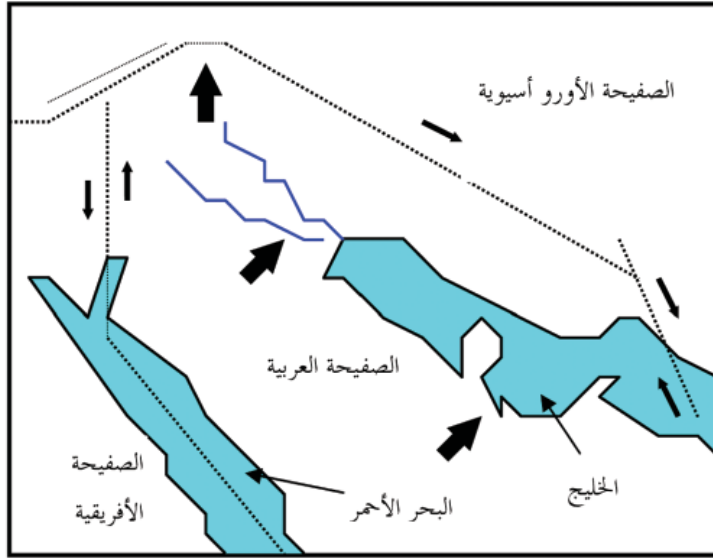 الصفيحة الأورو أسيوية
الصفيحة العربية
الخليج
البحر الأحمر
الصفيحة
الأفريقية